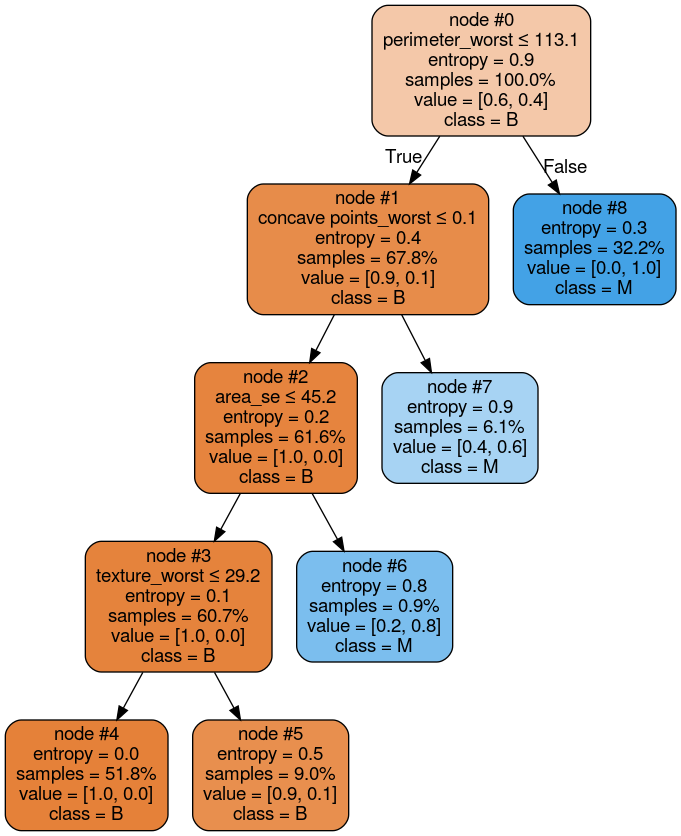 node #0
perimeter_worst ≤ 113.1
entropy = 0.9
samples = 100.0%
value = [0.6, 0.4]
class = B
True
False
node #1
concave points_worst ≤ 0.1
entropy = 0.4
samples = 67.8%
value = [0.9, 0.1]
class = B
node #8
entropy = 0.3
samples = 32.2%
value = [0.0, 1.0]
class = M
node #2
area_se ≤ 45.2
entropy = 0.2
samples = 61.6%
value = [1.0, 0.0]
class = B
node #7
entropy = 0.9
samples = 6.1%
value = [0.4, 0.6]
class = M
node #3
texture_worst ≤ 29.2
entropy = 0.1
samples = 60.7%
value = [1.0, 0.0]
class = B
node #6
entropy = 0.8
samples = 0.9%
value = [0.2, 0.8]
class = M
node #4
entropy = 0.0
samples = 51.8%
value = [1.0, 0.0]
class = B
node #5
entropy = 0.5
samples = 9.0%
value = [0.9, 0.1]
class = B